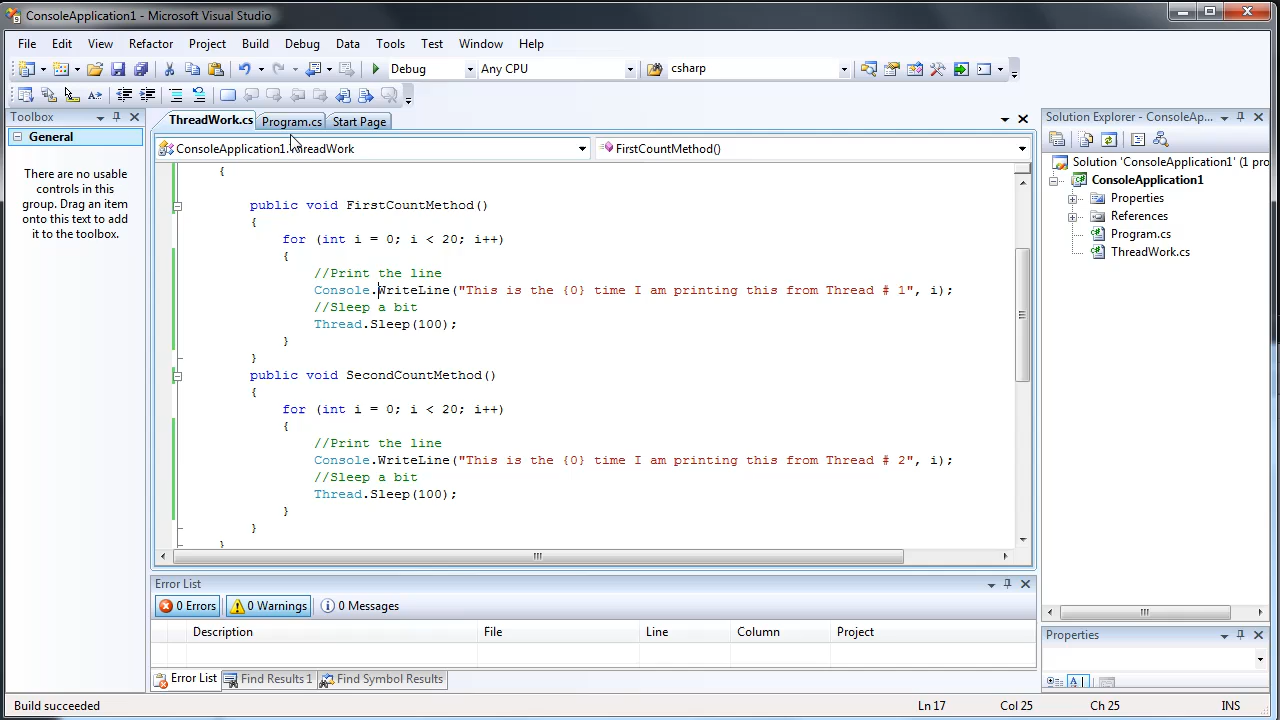 ConsoleApplication1 - Microsoft Visual Studio
File Edit View Refactor Project Build Debug Data Tools Test Window Help
Debug Any CPU csharp
Toolbox
General
There are no usable
controls in this
group. Drag an item
onto this text to add
it to the toolbox.
ThreadWork.cs Program.cs Start Page
ConsoleApplication1.ThreadWork FirstCountMethod()
{
public void FirstCountMethod()
{
for (int i = 0; i < 20; i++)
{
//Print the line
Console.WriteLine("This is the {0} time I am printing this from Thread # 1", i);
//Sleep a bit
Thread.Sleep(100);
}
}
public void SecondCountMethod()
{
for (int i = 0; i < 20; i++)
{
//Print the line
Console.WriteLine("This is the {0} time I am printing this from Thread # 2", i);
//Sleep a bit
Thread.Sleep(100);
}
}
}
Error List
0 Errors 0 Warnings 0 Messages
Description File Line Column Project
Error List Find Results 1 Find Symbol Results
Solution Explorer - ConsoleAp...
Solution 'ConsoleApplication1' (1 pro
ConsoleApplication1
Properties
References
Program.cs
ThreadWork.cs
Properties
Build succeeded Ln 17 Col 25 Ch 25 INS